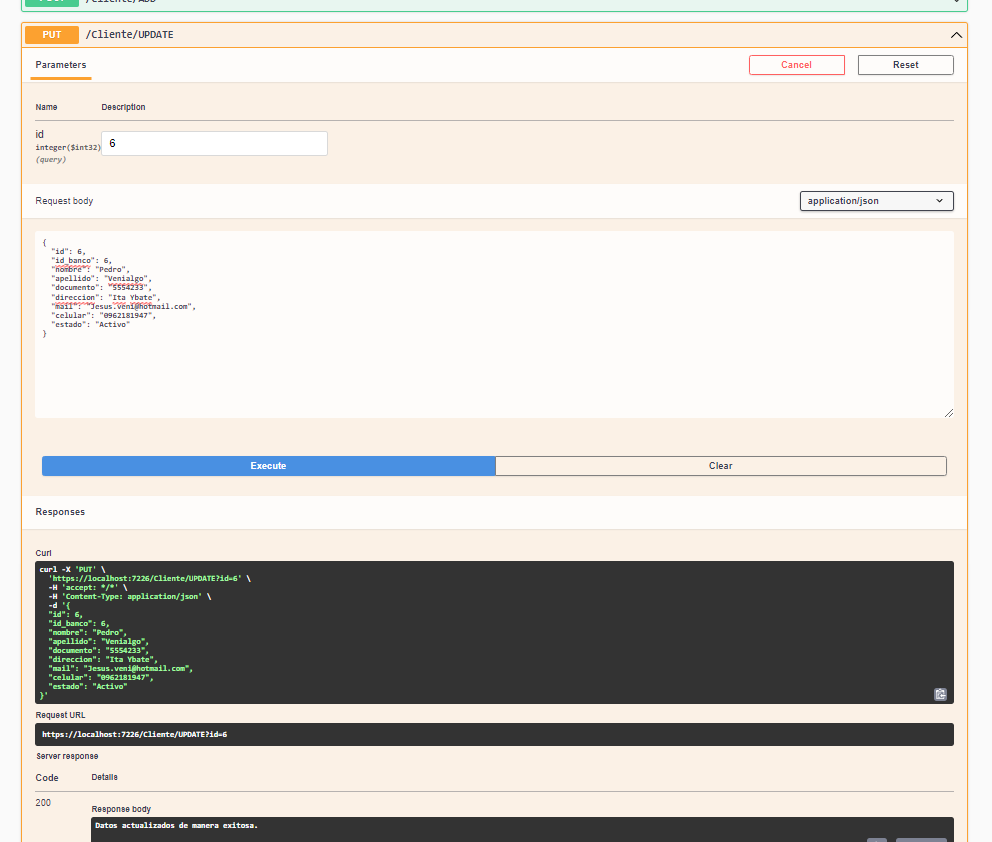 /Cliente/ADD
PUT /Cliente/UPDATE
Parameters
Cancel
Reset
Name Description
id
integer($int32)
(query)
6
Request body
application/json
{
"id": 6,
"id_banco": 6,
"nombre": "Pedro",
"apellido": "Venialgo",
"documento": "5554233",
"direccion": "Ita Ybate",
"mail": "Jesus.veni@hotmail.com",
"celular": "0962181947",
"estado": "Activo"
}
Execute
Clear
Responses
Curl
curl -X 'PUT' \
'https://localhost:7226/Cliente/UPDATE?id=6' \
-H 'accept: */*' \
-H 'Content-Type: application/json' \
-d '{
"id": 6,
"id_banco": 6,
"nombre": "Pedro",
"apellido": "Venialgo",
"documento": "5554233",
"direccion": "Ita Ybate",
"mail": "Jesus.veni@hotmail.com",
"celular": "0962181947",
"estado": "Activo"
}'
Request URL
https://localhost:7226/Cliente/UPDATE?id=6
Server response
Code Details
200
Response body
Datos actualizados de manera exitosa.